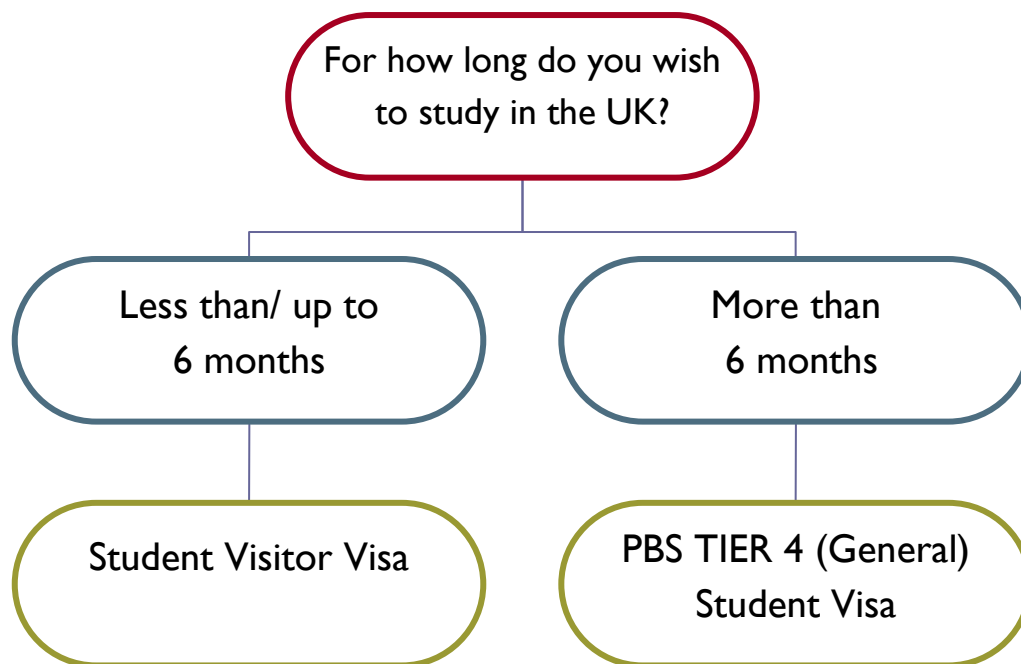 For how long do you wish
to study in the UK?
Less than/ up to
6 months
More than
6 months
Student Visitor Visa
PBS TIER 4 (General)
Student Visa